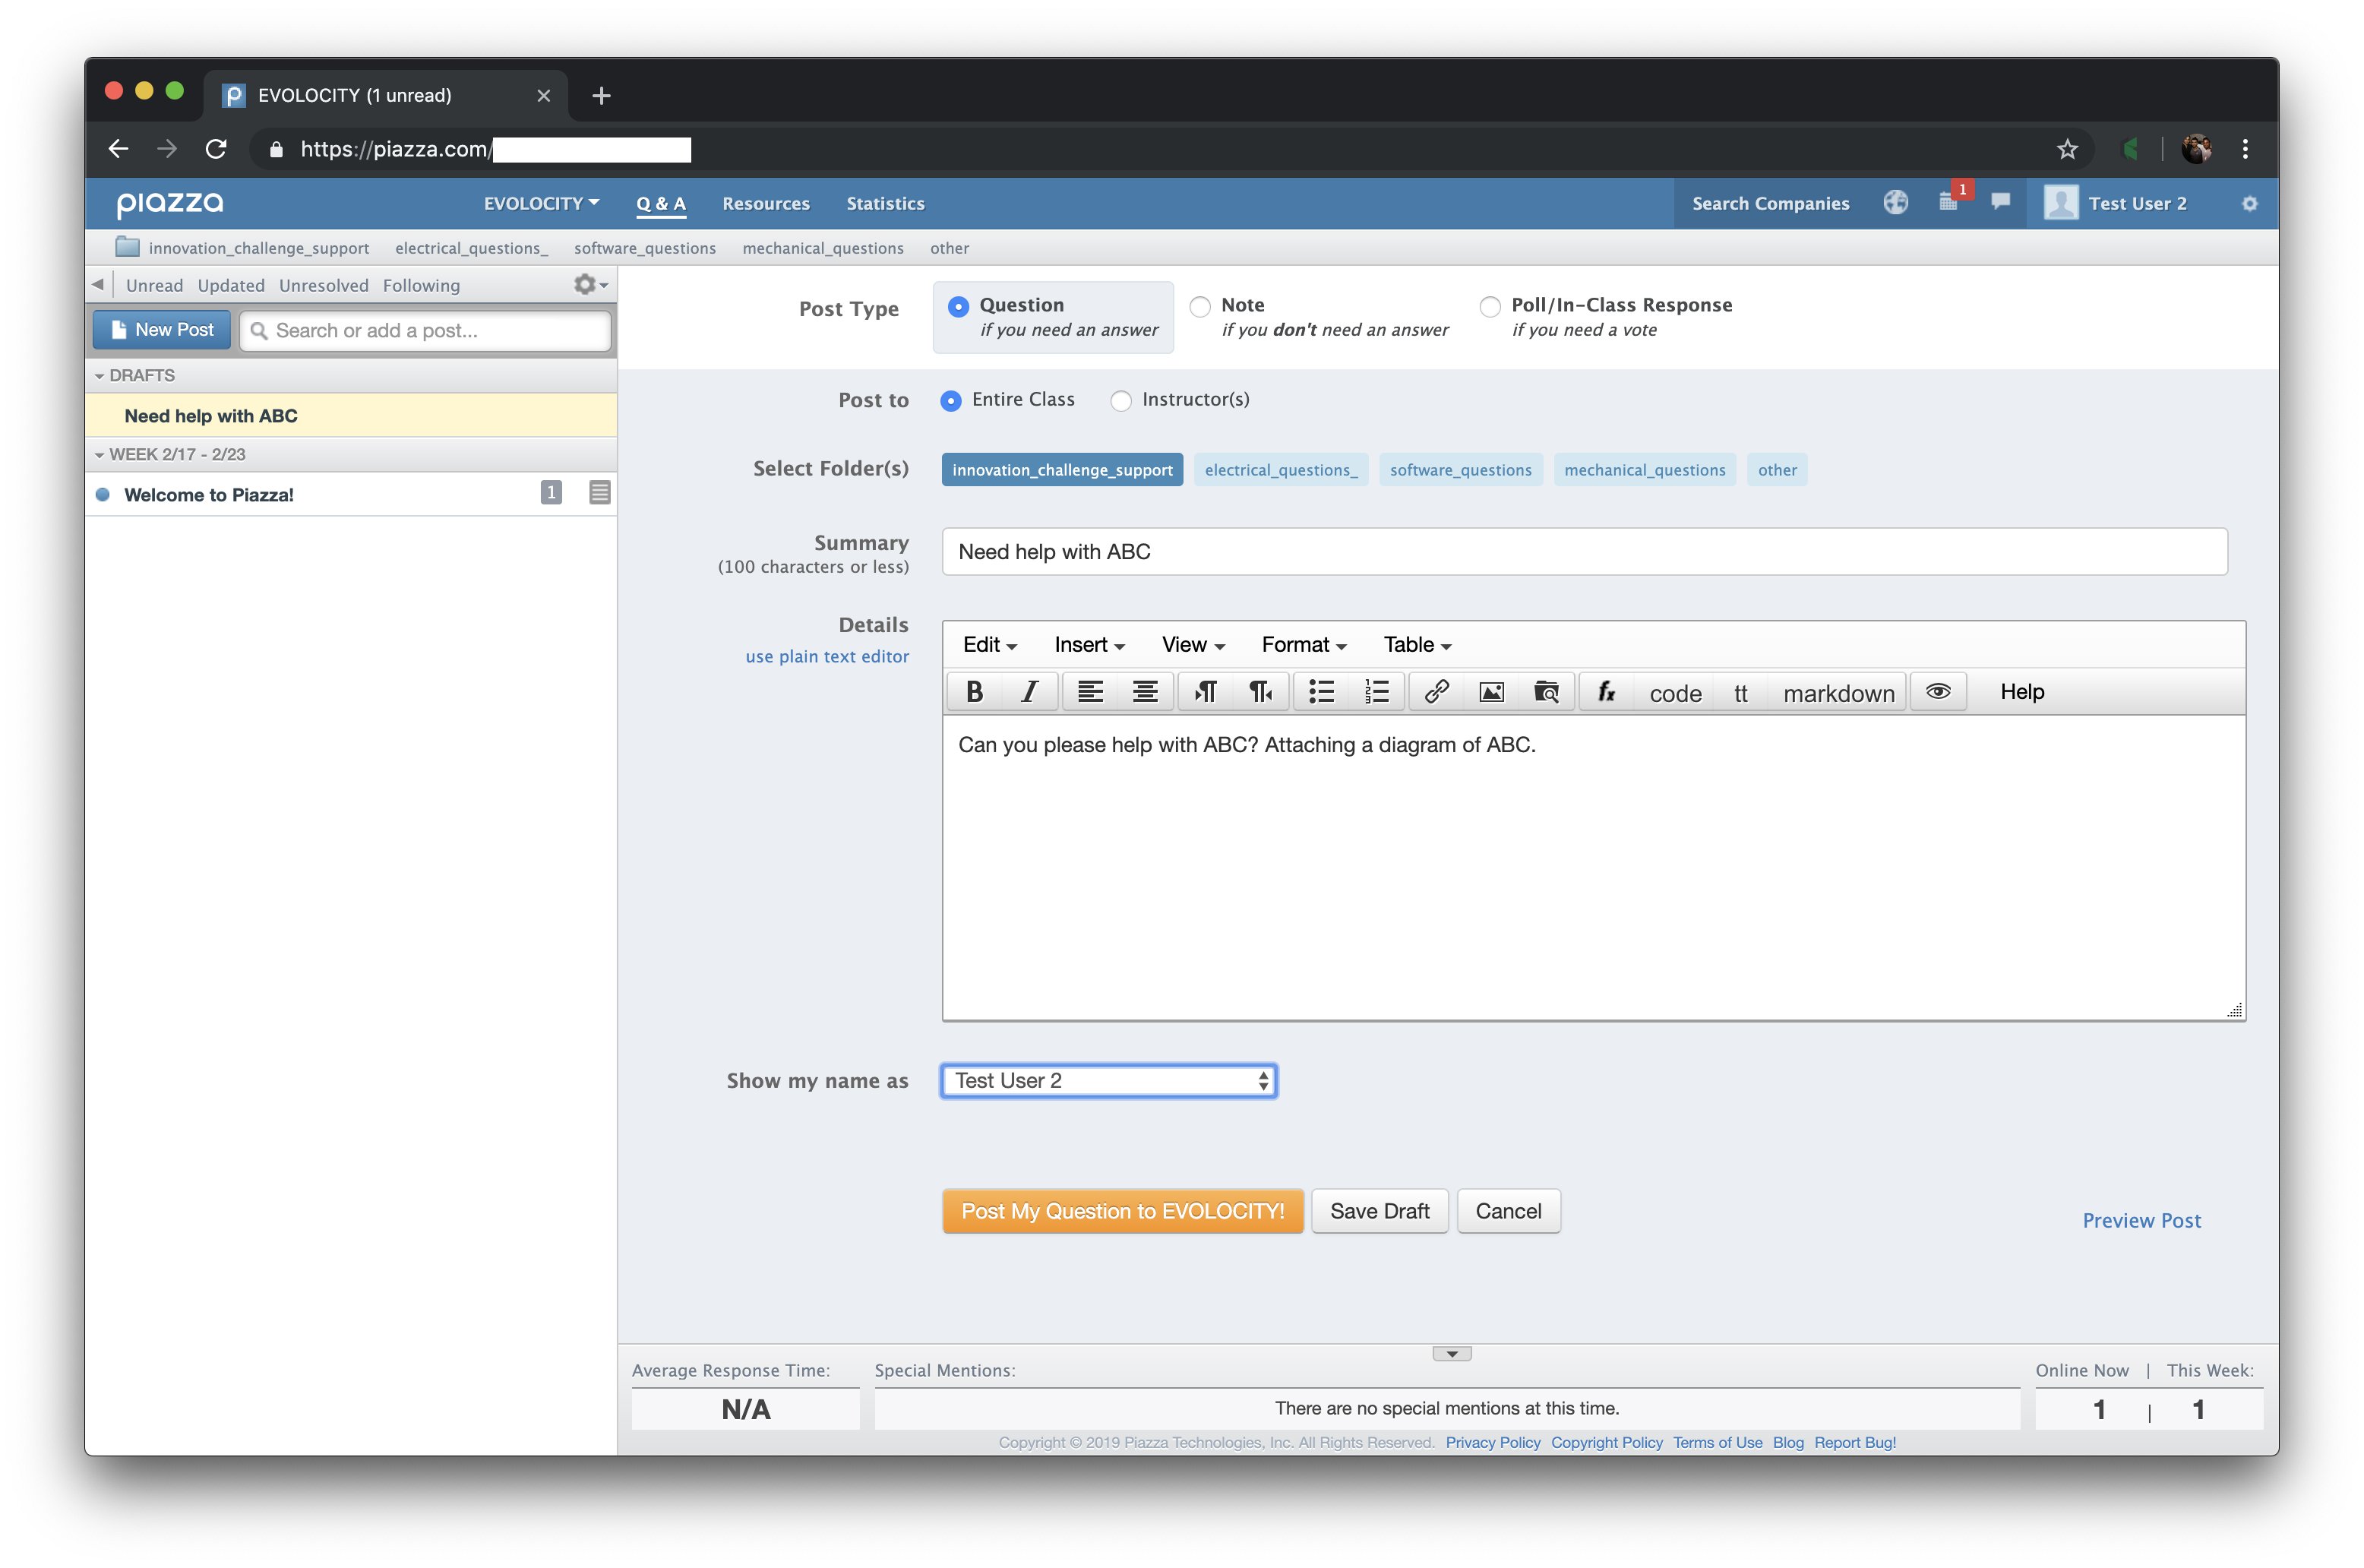 EVOLOCITY (1 unread)
https://piazza.com/
piazza
EVOLOCITY
Q & A
Resources
Statistics
Search Companies
1
Test User 2
innovation_challenge_support
electrical_questions_
software_questions
mechanical_questions
other
Unread Updated Unresolved Following
New Post
Search or add a post...
DRAFTS
Need help with ABC
WEEK 2/17 - 2/23
Welcome to Piazza!
1
Post Type
Question
if you need an answer
Note
if you don't need an answer
Poll/In-Class Response
if you need a vote
Post to
Entire Class
Instructor(s)
Select Folder(s)
innovation_challenge_support
electrical_questions_
software_questions
mechanical_questions
other
Summary
(100 characters or less)
Need help with ABC
Details
use plain text editor
Edit Insert View Format Table
B I fx code tt markdown Help
Can you please help with ABC? Attaching a diagram of ABC.
Show my name as
Test User 2
Post My Question to EVOLOCITY!
Save Draft
Cancel
Preview Post
Average Response Time:
N/A
Special Mentions:
There are no special mentions at this time.
Online Now | This Week:
1 | 1
Copyright © 2019 Piazza Technologies, Inc. All Rights Reserved. Privacy Policy Copyright Policy Terms of Use Blog Report Bug!